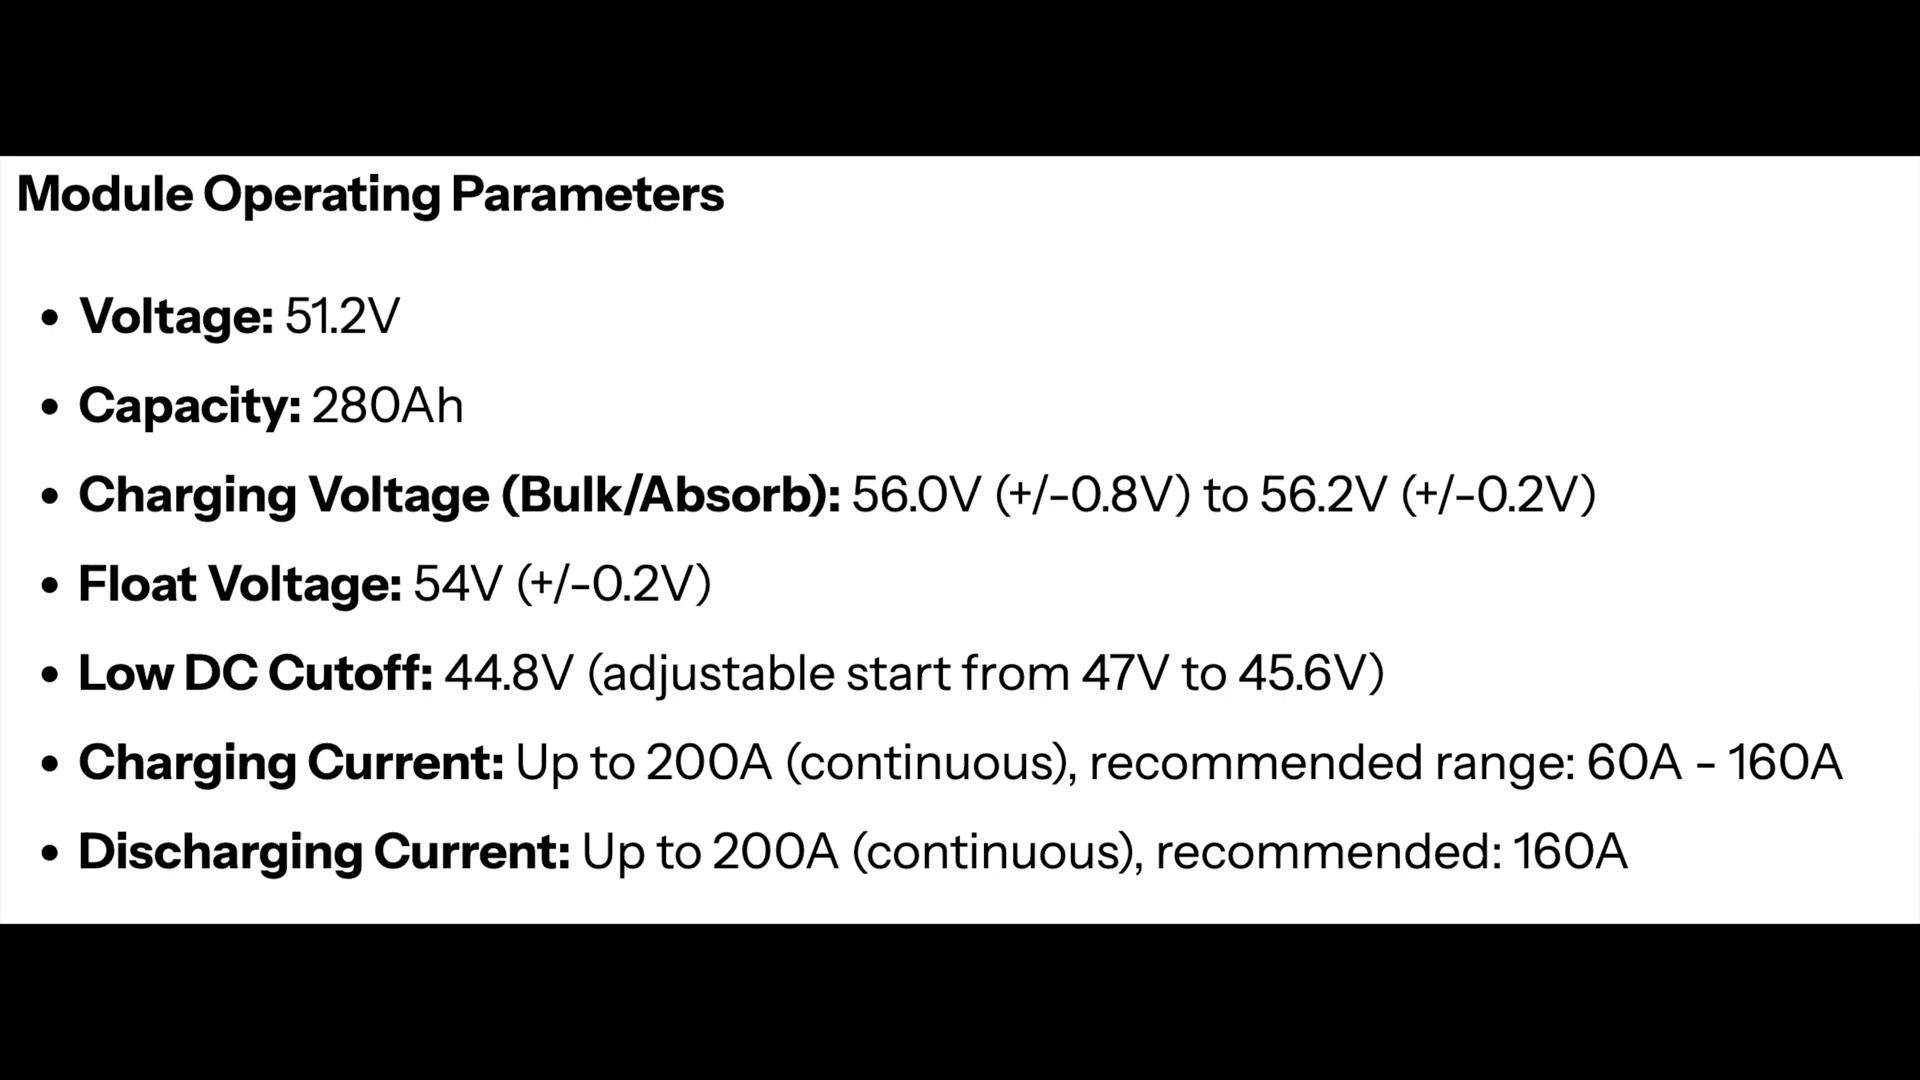 Module Operating Parameters
• Voltage: 51.2V
• Capacity: 280Ah
• Charging Voltage (Bulk/Absorb): 56.0V (+/-0.8V) to 56.2V (+/-0.2V)
• Float Voltage: 54V (+/-0.2V)
• Low DC Cutoff: 44.8V (adjustable start from 47V to 45.6V)
• Charging Current: Up to 200A (continuous), recommended range: 60A - 160A
• Discharging Current: Up to 200A (continuous), recommended: 160A